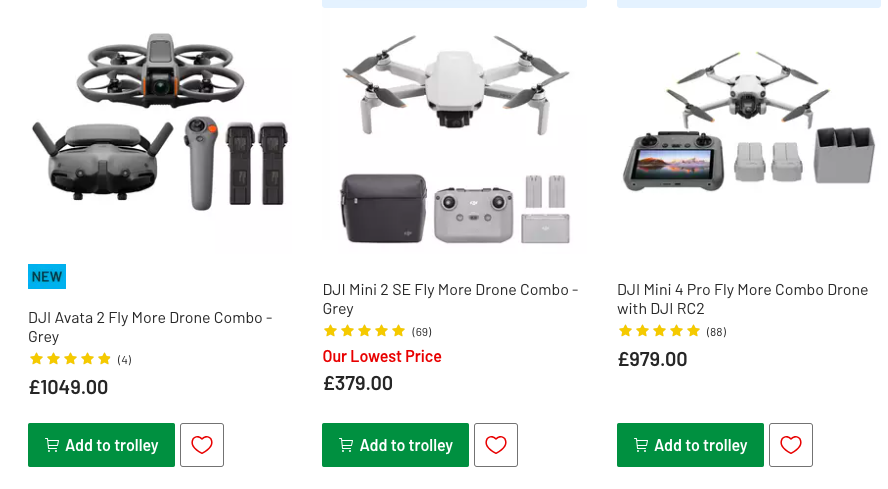 NEW
DJI Avata 2 Fly More Drone Combo -
Grey
(4)
£1049.00
Add to trolley
DJI Mini 2 SE Fly More Drone Combo -
Grey
(69)
Our Lowest Price
£379.00
Add to trolley
DJI Mini 4 Pro Fly More Combo Drone
with DJI RC2
(88)
£979.00
Add to trolley